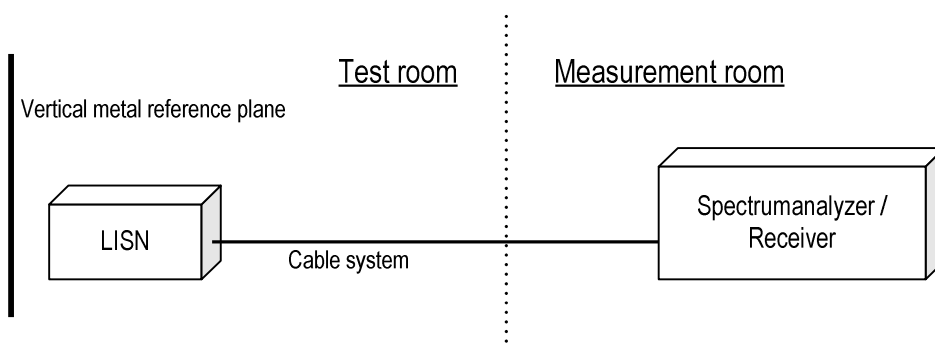 Test room
Measurement room
Vertical metal reference plane
LISN
Cable system
Spectrumanalyzer /
Receiver